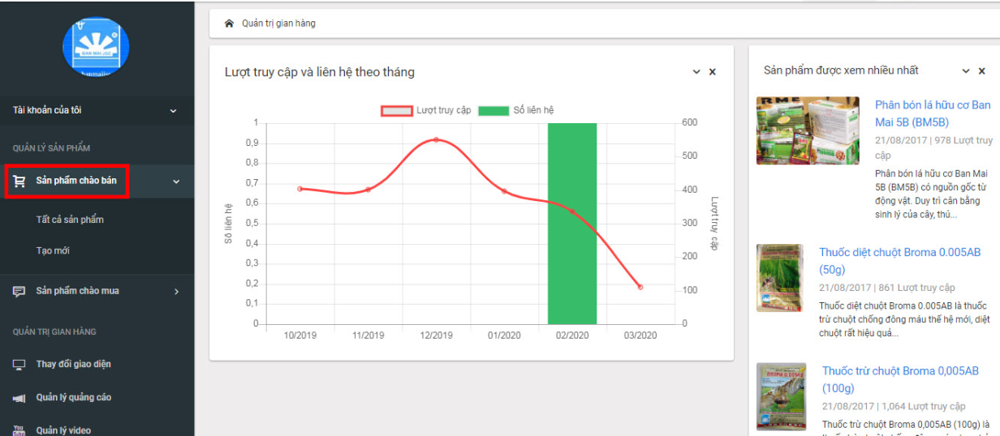 BAN MAI JSC
banmaijsc
Tài khoản của tôi
QUẢN LÝ SẢN PHẨM
Sản phẩm chào bán
Tất cả sản phẩm
Tạo mới
Sản phẩm chào mua
QUẢN TRỊ GIAN HÀNG
Thay đổi giao diện
Quản lý quảng cáo
Quản lý video
Quản trị gian hàng
Lượt truy cập và liên hệ theo tháng
Lượt truy cập
Số liên hệ
1
0,9
0,8
0,7
0,6
0,5
0,4
0,3
0,2
0,1
0
Số liên hệ
600
500
400
300
200
100
0
Lượt truy cập
10/2019
11/2019
12/2019
01/2020
02/2020
03/2020
Sản phẩm được xem nhiều nhất
Phân bón lá hữu cơ Ban
Mai 5B (BM5B)
21/08/2017 | 978 Lượt truy
cập
Phân bón lá hữu cơ Ban Mai
5B (BM5B) có nguồn gốc từ
động vật. Duy trì cân bằng
sinh lý của cây, thú...
Thuốc diệt chuột Broma 0.005AB
(50g)
21/08/2017 | 861 Lượt truy cập
Thuốc diệt chuột Broma 0.005AB là thuốc
trừ chuột chống đông máu thế hệ mới, diệt
chuột rất hiệu quả...
Thuốc trừ chuột Broma 0,005AB
(100g)
21/08/2017 | 1,064 Lượt truy cập
Thuốc trừ chuột Broma 0,005AB (100g) là